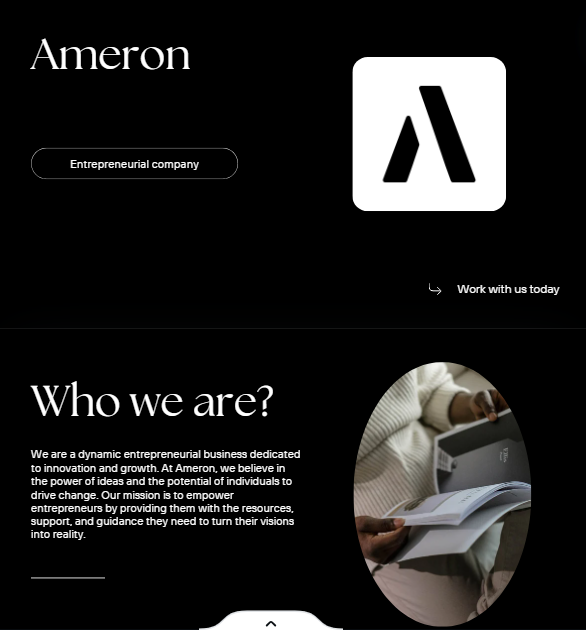 Ameron
Entrepreneurial company
Work with us today
Who we are?
We are a dynamic entrepreneurial business dedicated
to innovation and growth. At Ameron, we believe in
the power of ideas and the potential of individuals to
drive change. Our mission is to empower
entrepreneurs by providing them with the resources,
support, and guidance they need to turn their visions
into reality.